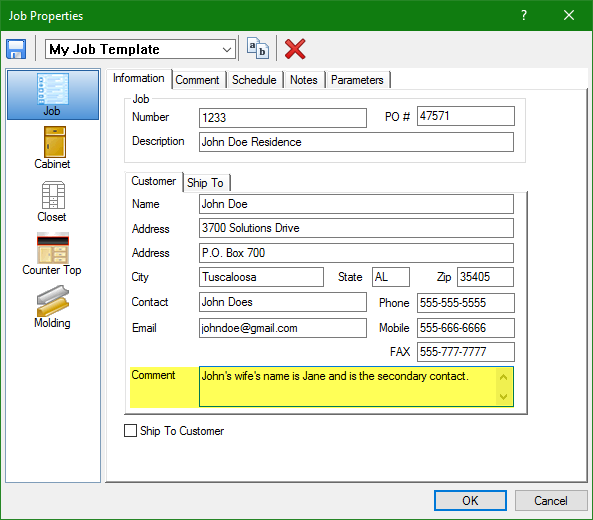 Job Properties ?
My Job Template a b
Job
Cabinet
Closet
Counter Top
Molding
Information Comment Schedule Notes Parameters
Job
Number 1233 PO # 47571
Description John Doe Residence
Customer Ship To
Name John Doe
Address 3700 Solutions Drive
Address P.O. Box 700
City Tuscaloosa State AL Zip 35405
Contact John Does Phone 555-555-5555
Email johndoe@gmail.com Mobile 555-666-6666
FAX 555-777-7777
Comment John's wife's name is Jane and is the secondary contact.
Ship To Customer
OK Cancel